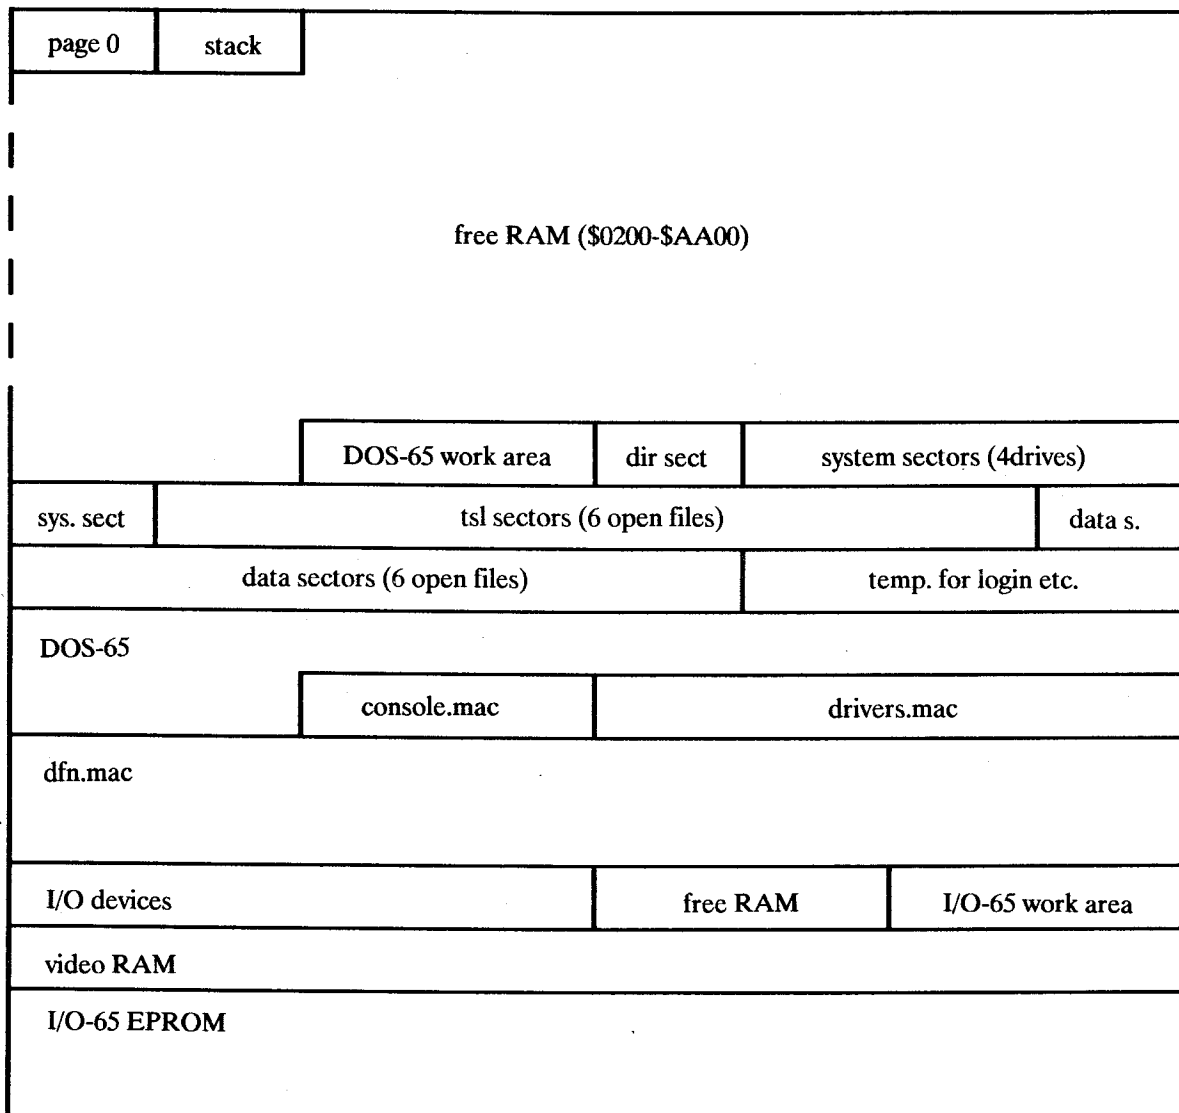 page 0
stack
free RAM ($0200-$AA00)
DOS-65 work area
dir sect
system sectors (4drives)
sys. sect
tsl sectors (6 open files)
data s.
data sectors (6 open files)
temp. for login etc.
DOS-65
console.mac
drivers.mac
dfn.mac
I/O devices
free RAM
I/O-65 work area
video RAM
I/O-65 EPROM